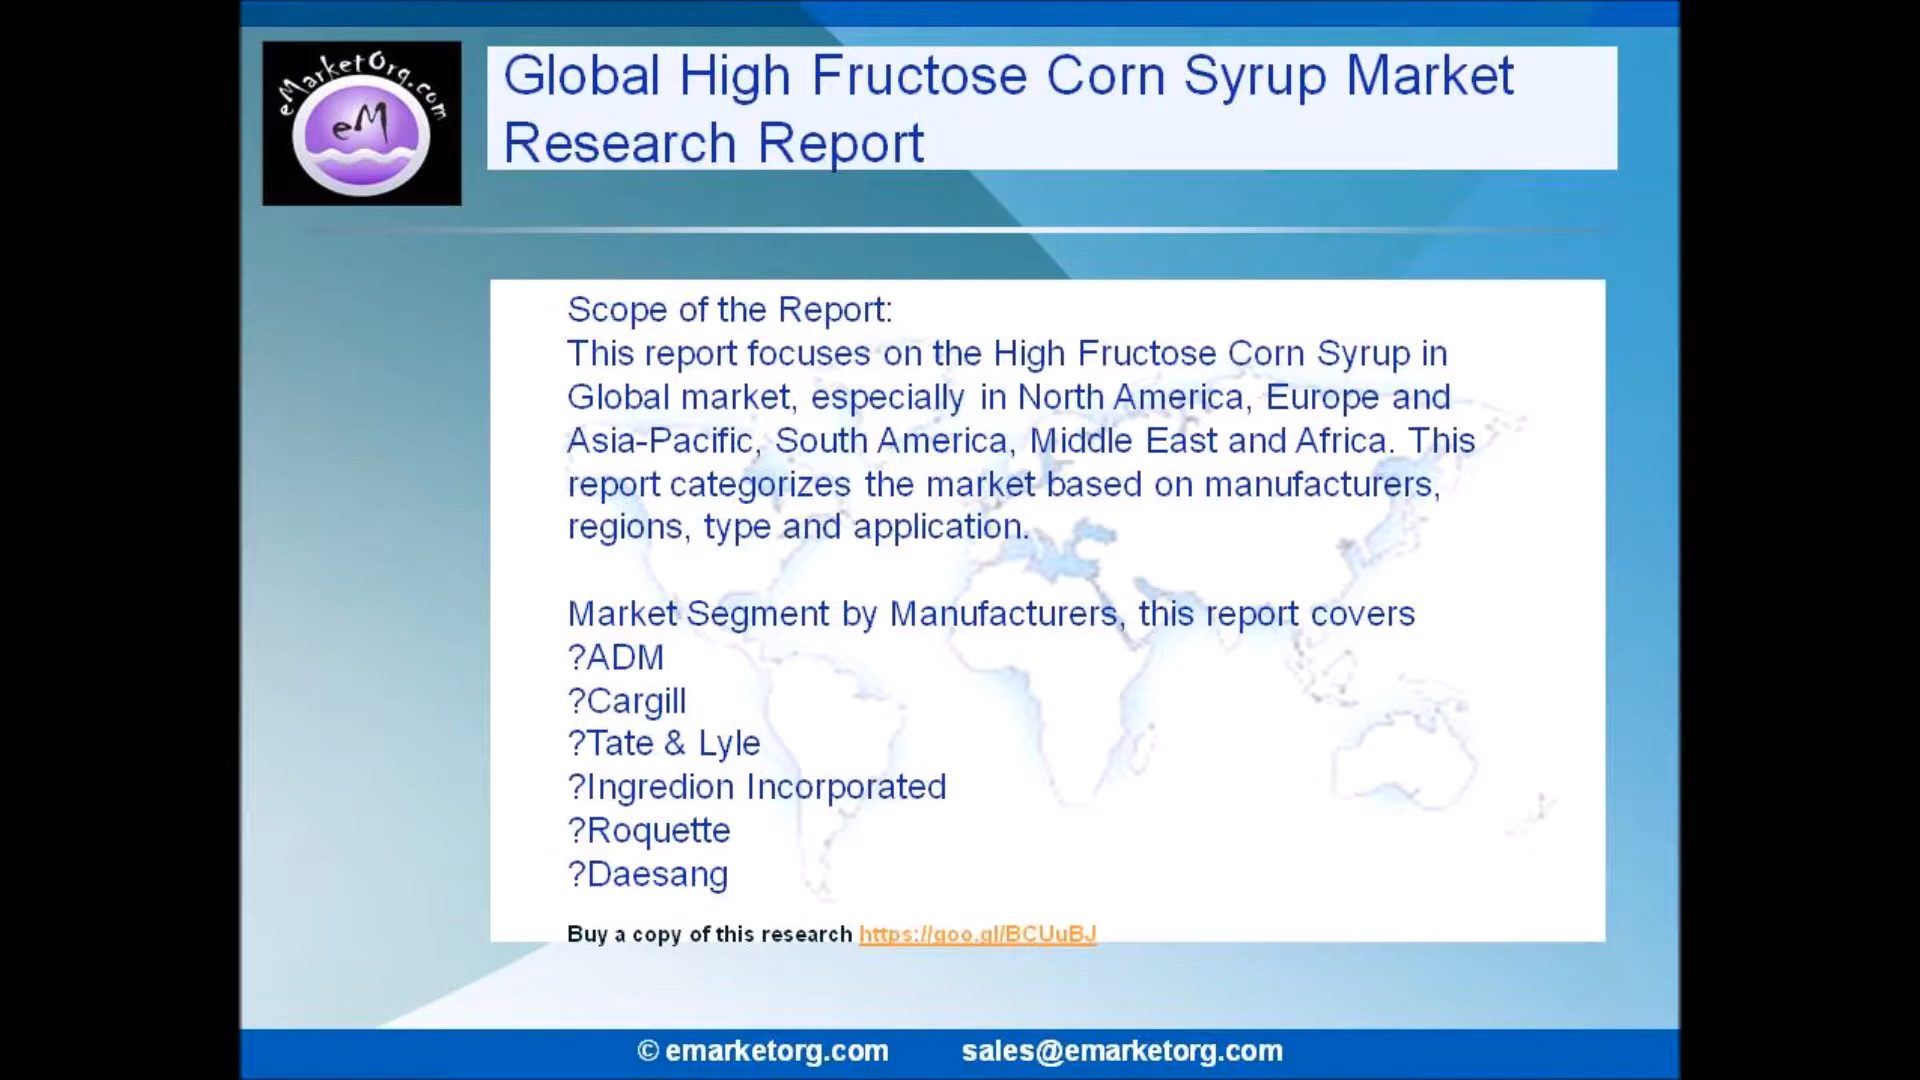 eMarketOrg.com
eM
Global High Fructose Corn Syrup Market
Research Report
Scope of the Report:
This report focuses on the High Fructose Corn Syrup in
Global market, especially in North America, Europe and
Asia-Pacific, South America, Middle East and Africa. This
report categorizes the market based on manufacturers,
regions, type and application.
Market Segment by Manufacturers, this report covers
?ADM
?Cargill
?Tate & Lyle
?Ingredion Incorporated
?Roquette
?Daesang
Buy a copy of this research https://goo.gl/BCUuBJ
© emarketorg.com sales@emarketorg.com